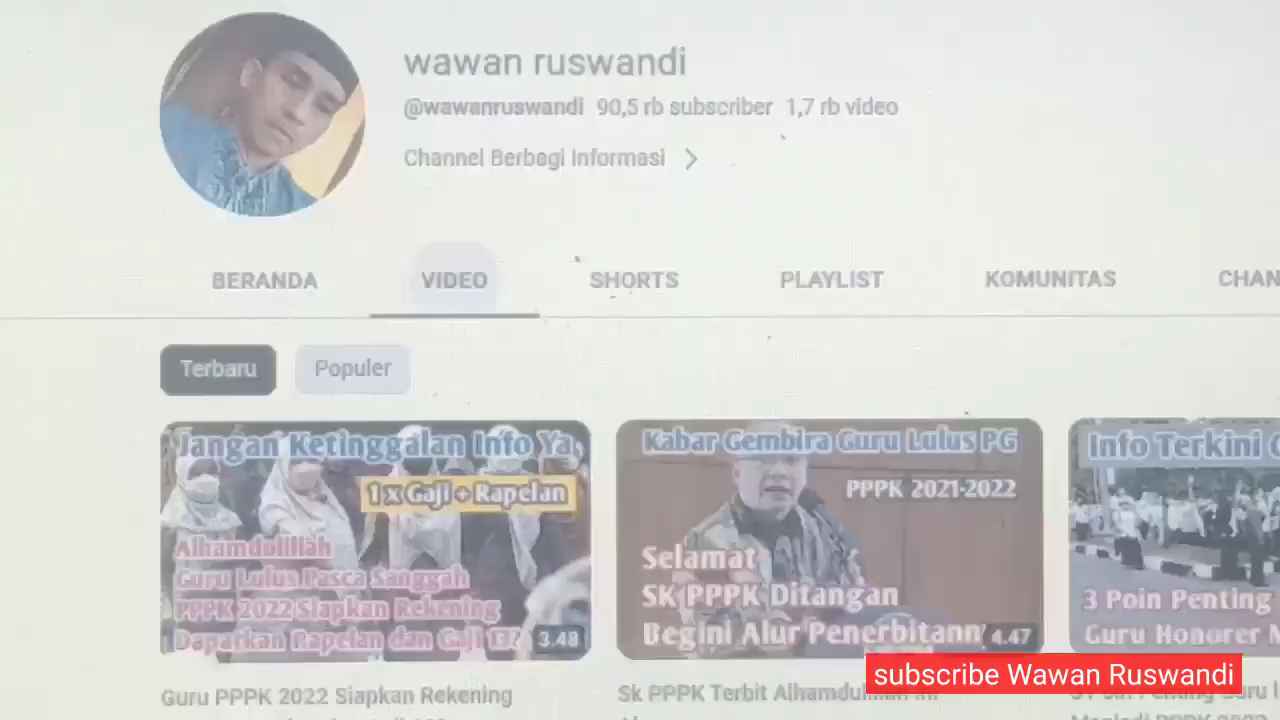 wawan ruswandi
@wawanruswandi 90,5 rb subscriber 1,7 rb video
Channel Berbagi Informasi
BERANDA VIDEO SHORTS PLAYLIST KOMUNITAS CHAN
Terbaru Populer
Jangan Ketinggalan Info Ya,
1 x Gaji + Rapelan
Alhamdulillah
Guru Lulus Pasca Sanggah
PPPK 2022 Siapkan Rekening
Dapatkan Rapelan dan Gaji 13?
3.48
Kabar Gembira Guru Lulus PG
PPPK 2021-2022
Selamat
SK PPPK Ditangan
Begini Alur Penerbitann
4.47
Info Terkini
3 Poin Penting
Guru Honorer
Guru PPPK 2022 Siapkan Rekening
Sk PPPK Terbit
subscribe Wawan Ruswandi